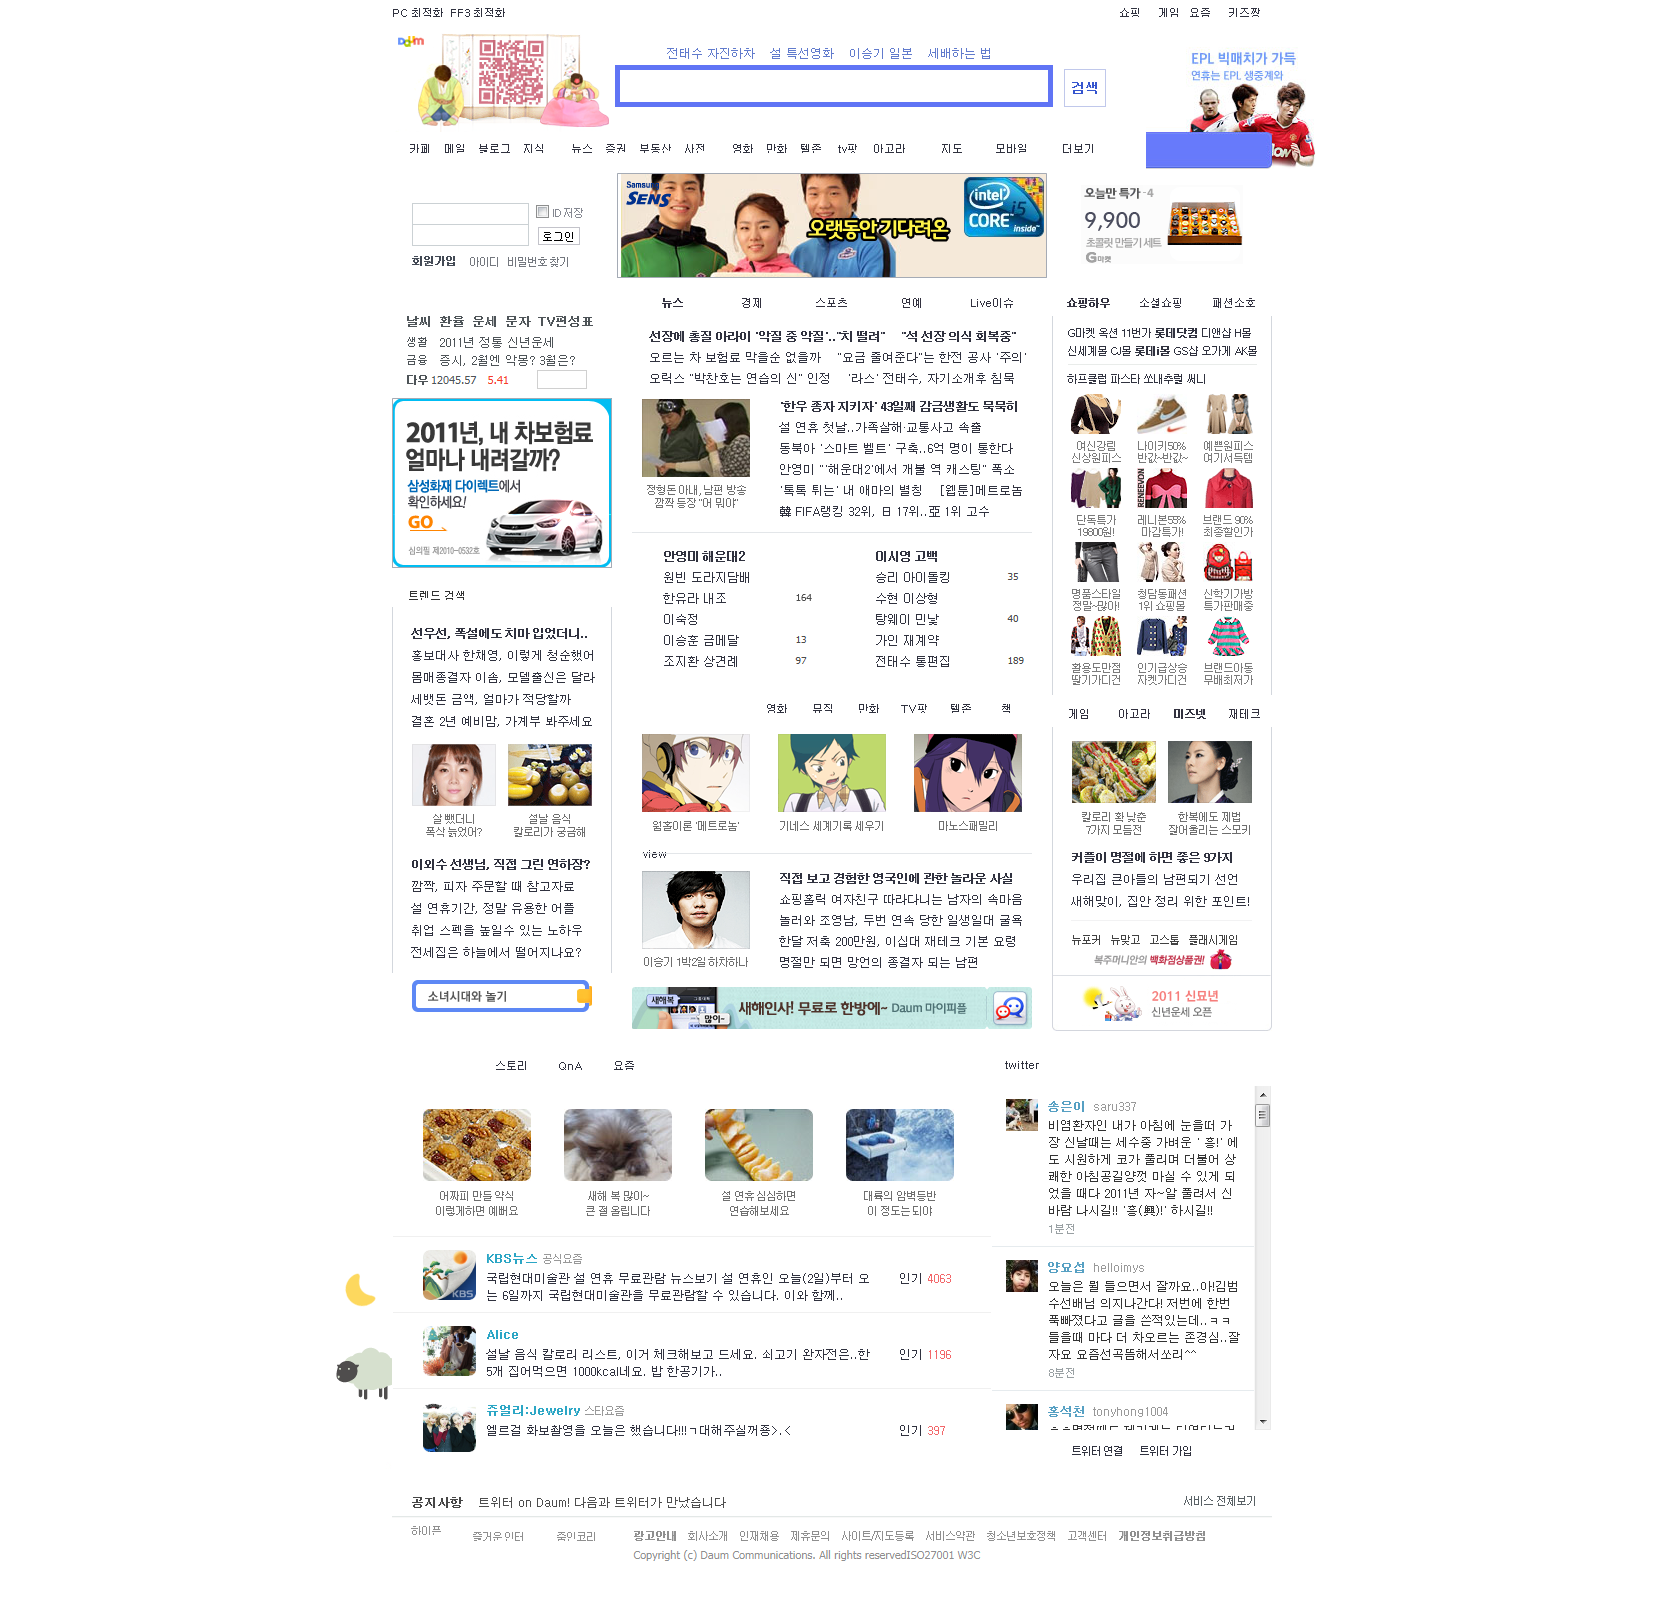 PC 최적화 FF3 최적화
쇼핑 게임 요즘 키즈짱
Daum
전태수 자진하차 설 특선영화 이승기 일본 세배하는 법
검색
EPL 빅매치가 가득
연휴는 EPL 생중계와
카페 메일 블로그 지식 뉴스 증권 부동산 사전 영화 만화 텔존 tv팟 아고라 지도 모바일 더보기
Samsung SENS
오랫동안 기다려온
intel CORE i5 inside™
오늘만 특가 -4
9,900
초콜릿 만들기 세트
G마켓
ID저장
로그인
회원가입 아이디 비밀번호 찾기
날씨 환율 운세 문자 TV편성표
생활 2011년 정통 신년운세
금융 증시, 2월엔 악몽? 3월은?
다우 12045.57 5.41
2011년, 내 차보험료
얼마나 내려갈까?
삼성화재 다이렉트에서
확인하세요!
GO
심의필 제2010-0532호
트렌드 검색
선우선, 폭설에도 치마 입었더니..
홍보대사 한채영, 이렇게 청순했어
몸매종결자 이솜, 모델출신은 달라
세뱃돈 금액, 얼마가 적당할까
결혼 2년 예비맘, 가계부 봐주세요
살 뺐더니
폭삭 늙었어?
설날 음식
칼로리가 궁금해
이외수 선생님, 직접 그린 연하장?
깜짝, 피자 주문할 때 참고자료
설 연휴기간, 정말 유용한 어플
취업 스펙을 높일수 있는 노하우
전세집은 하늘에서 떨어지나요?
소녀시대와 놀기
뉴스 경제 스포츠 연예 Live이슈
선장에 총질 아라이 '악질 중 악질'.."치 떨려" "석 선장 의식 회복중"
오르는 차 보험료 막을순 없을까 "요금 줄여준다"는 한전 공사 '주의'
오릭스 "박찬호는 연습의 신" 인정 '라스' 전태수, 자기소개후 침묵
정형돈 아내, 남편 방송
깜짝 등장 "어 뭐야"
'한우 종자 지키자' 43일째 감금생활도 묵묵히
설 연휴 첫날..가족살해·교통사고 속출
동북아 '스마트 벨트' 구축..6억 명이 통한다
안영미 "'해운대2'에서 개불 역 캐스팅" 폭소
'톡톡 튀는' 내 애마의 별칭 [웹툰]메트로놈
韓 FIFA랭킹 32위, 日 17위..亞 1위 고수
안영미 해운대2
원빈 도라지담배
한유라 내조 164
이숙정
이승훈 금메달 13
조지환 상견례 97
이시영 고백
승리 아이돌킹 35
수현 이상형
탕웨이 민낯 40
가인 재계약
전태수 통편집 189
영화 뮤직 만화 TV팟 텔존 책
웜홀이론 '메트로놈'
기네스 세계기록 세우기
마노스패밀리
view
이승기 1박2일 하차하나
직접 보고 경험한 영국인에 관한 놀라운 사실
쇼핑홀릭 여자친구 따라다니는 남자의 속마음
놀러와 조영남, 두번 연속 당한 일생일대 굴욕
한달 저축 200만원, 이십대 재테크 기본 요령
명절만 되면 망언의 종결자 되는 남편
새해복 많이~
새해인사! 무료로 한방에~ Daum 마이피플
쇼핑하우 소셜쇼핑 패션소호
G마켓 옥션 11번가 롯데닷컴 디앤샵 H몰
신세계몰 CJ몰 롯데i몰 GS샵 오가게 AK몰
하프클럽 파스타 쏘내추럴 써니
여신강림
신상원피스
나이키50%
반값~반값~
예쁜원피스
여기서득템
단독특가
19800원!
RENEEVON
레니본55%
마감특가!
브랜드 90%
최종할인가
명품스타일
정말~많아!
청담동패션
1위 쇼핑몰
신학기가방
특가판매중
활용도만점
딸기가디건
인기급상승
자켓가디건
브랜드아동
무배최저가
게임 아고라 미즈넷 재테크
칼로리 확 낮춘
7가지 모듬전
한복에도 제법
잘어울리는 스모키
커플이 명절에 하면 좋은 9가지
우리집 큰아들의 남편되기 선언
새해맞이, 집안 정리 위한 포인트!
뉴포커 뉴맞고 고스톱 플래시게임
복주머니안의 백화점상품권!
2011 신묘년
신년운세 오픈
스토리 QnA 요즘
어짜피 만들 약식
이렇게하면 예뻐요
새해 복 많이~
큰 절 올립니다
설 연휴 심심하면
연습해보세요
대륙의 암벽등반
이 정도는 되야
KBS
KBS뉴스 공식요즘
국립현대미술관 설 연휴 무료관람 뉴스보기 설 연휴인 오늘(2일)부터 오
는 6일까지 국립현대미술관을 무료관람할 수 있습니다. 이와 함께..
인기 4063
Alice
설날 음식 칼로리 리스트, 이거 체크해보고 드세요. 쇠고기 완자전은..한
5개 집어먹으면 1000kcal네요. 밥 한공기가..
인기 1196
쥬얼리:Jewelry 스타요즘
엘르걸 화보촬영을 오늘은 했습니다!!!ㄱ대해주실꺼죵>.<
인기 397
twitter
송은이 saru337
비염환자인 내가 아침에 눈을떠 가
장 신날때는 세수중 가벼운 ' 흥!' 에
도 시원하게 코가 풀리며 더불어 상
쾌한 아침공길양껏 마실 수 있게 되
었을 때다 2011년 자~알 풀려서 신
바람 나시길!! '흥(興)!' 하시길!!
1분전
양요섭 helloimys
오늘은 뭘 들으면서 잘까요..아!김범
수선배님 의지나간다! 저번에 한번
푹빠졌다고 글을 쓴적있는데..ㅋㅋ
들을때 마다 더 차오르는 존경심..잘
자요 요즘선곡뜸해서쏘리^^
8분전
홍석천 tonyhong1004
트위터 연결 트위터 가입
공지사항 트위터 on Daum! 다음과 트위터가 만났습니다
서비스 전체보기
하이픈 즐거운 인터 줌인코리
광고안내 회사소개 인재채용 제휴문의 사이트/지도등록 서비스약관 청소년보호정책 고객센터 개인정보취급방침
Copyright (c) Daum Communications. All rights reservedISO27001 W3C